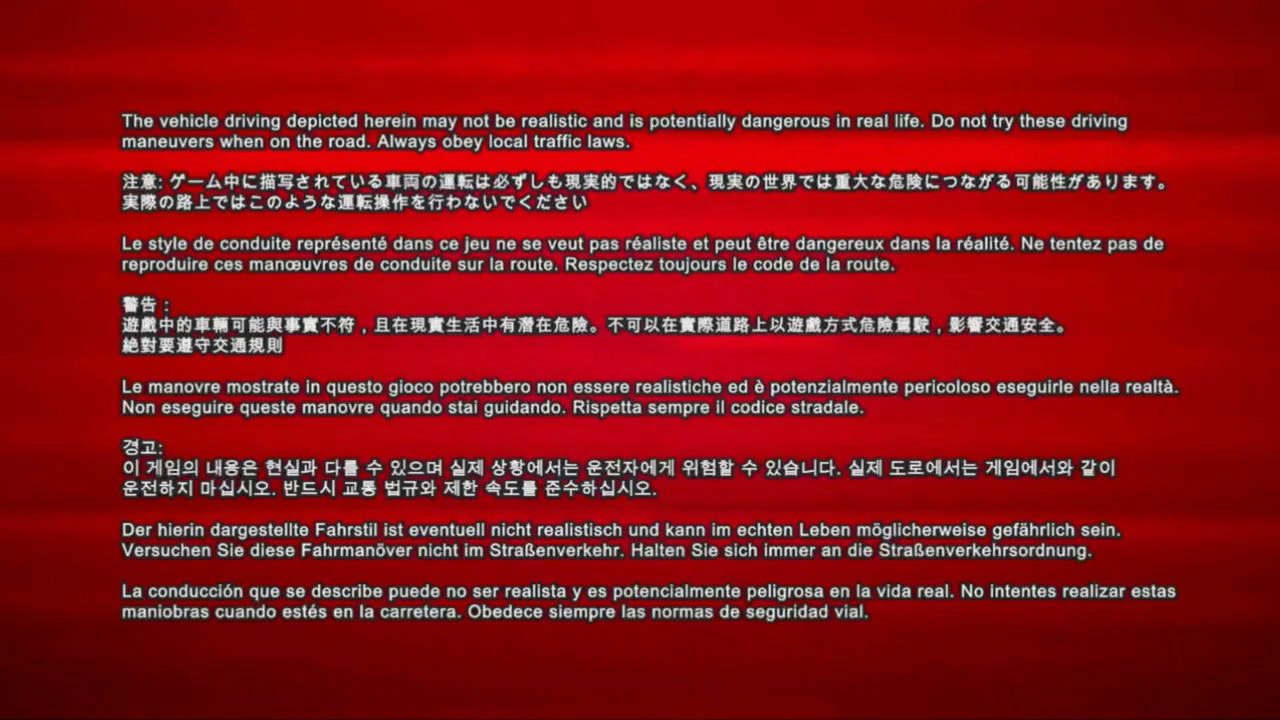 The vehicle driving depicted herein may not be realistic and is potentially dangerous in real life. Do not try these driving
maneuvers when on the road. Always obey local traffic laws.
注意: ゲーム中に描写されている車両の運転は必ずしも現実的ではなく、現実の世界では重大な危険につながる可能性があります。
実際の路上ではこのような運転操作を行わないでください
Le style de conduite représenté dans ce jeu ne se veut pas réaliste et peut être dangereux dans la réalité. Ne tentez pas de
reproduire ces manœuvres de conduite sur la route. Respectez toujours le code de la route.
警告：
遊戲中的車輛可能與事實不符，且在現實生活中有潛在危險。不可以在實際道路上以遊戲方式危險駕駛，影響交通安全。
絕對要遵守交通規則
Le manovre mostrate in questo gioco potrebbero non essere realistiche ed è potenzialmente pericoloso eseguirle nella realtà.
Non eseguire queste manovre quando stai guidando. Rispetta sempre il codice stradale.
경고:
이 게임의 내용은 현실과 다를 수 있으며 실제 상황에서는 운전자에게 위험할 수 있습니다. 실제 도로에서는 게임에서와 같이
운전하지 마십시오. 반드시 교통 법규와 제한 속도를 준수하십시오.
Der hierin dargestellte Fahrstil ist eventuell nicht realistisch und kann im echten Leben möglicherweise gefährlich sein.
Versuchen Sie diese Fahrmanöver nicht im Straßenverkehr. Halten Sie sich immer an die Straßenverkehrsordnung.
La conducción que se describe puede no ser realista y es potencialmente peligrosa en la vida real. No intentes realizar estas
maniobras cuando estés en la carretera. Obedece siempre las normas de seguridad vial.